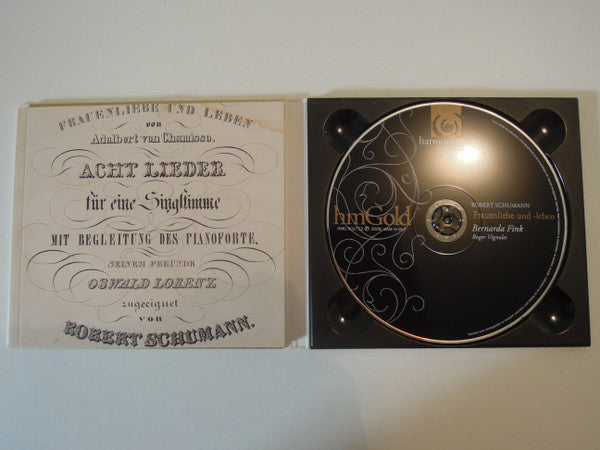 FRAUENLIEBE UND LEBEN
von
Adalbert von Chamisso.
ACHT LIEDER
für eine Singstimme
MIT BEGLEITUNG DES PIANOFORTE,
SEINEM FREUNDE
OSWALD LORENZ
zugeeignet
von
ROBERT SCHUMANN.
harmonia
hmGold
ROBERT SCHUMANN
Frauenliebe und -leben
Bernarda Fink
Roger Vignoles